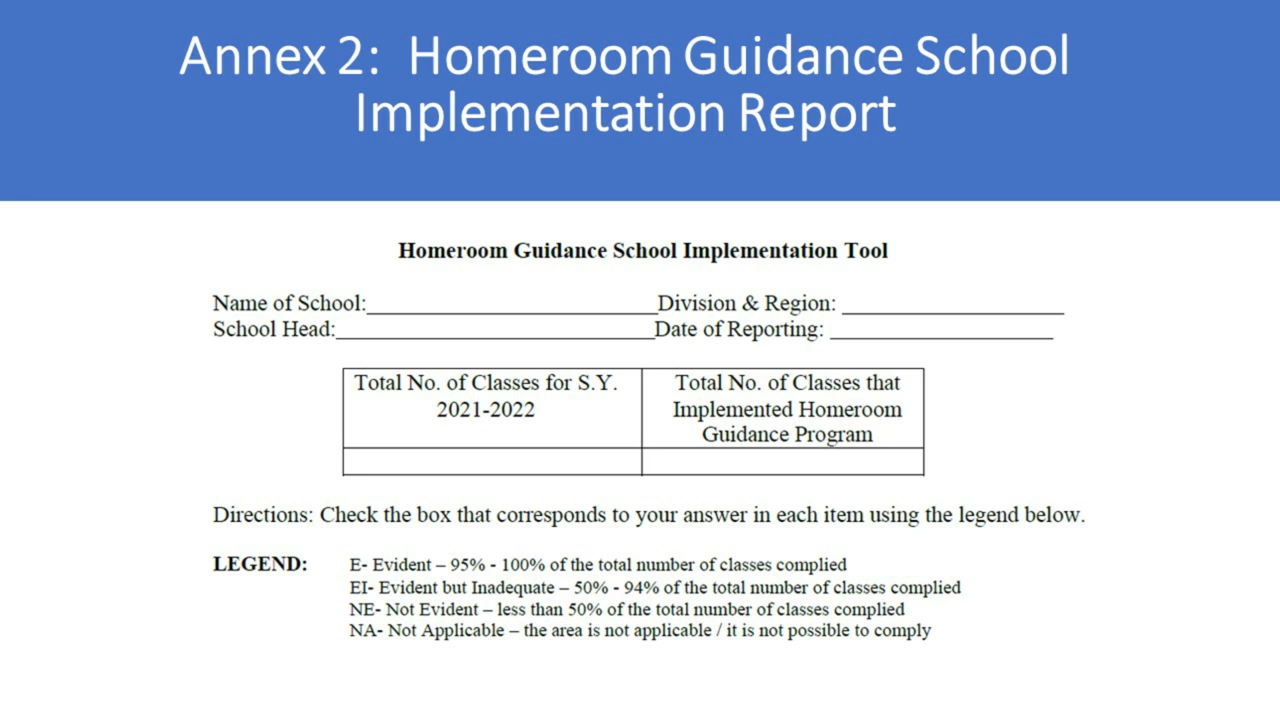 Annex 2: Homeroom Guidance School
Implementation Report
Homeroom Guidance School Implementation Tool
Name of School:__________________________Division & Region: ____________________
School Head:_____________________________Date of Reporting: ____________________
Total No. of Classes for S.Y.
2021-2022
Total No. of Classes that
Implemented Homeroom
Guidance Program
Directions: Check the box that corresponds to your answer in each item using the legend below.
LEGEND: E- Evident – 95% - 100% of the total number of classes complied
EI- Evident but Inadequate – 50% - 94% of the total number of classes complied
NE- Not Evident – less than 50% of the total number of classes complied
NA- Not Applicable – the area is not applicable / it is not possible to comply